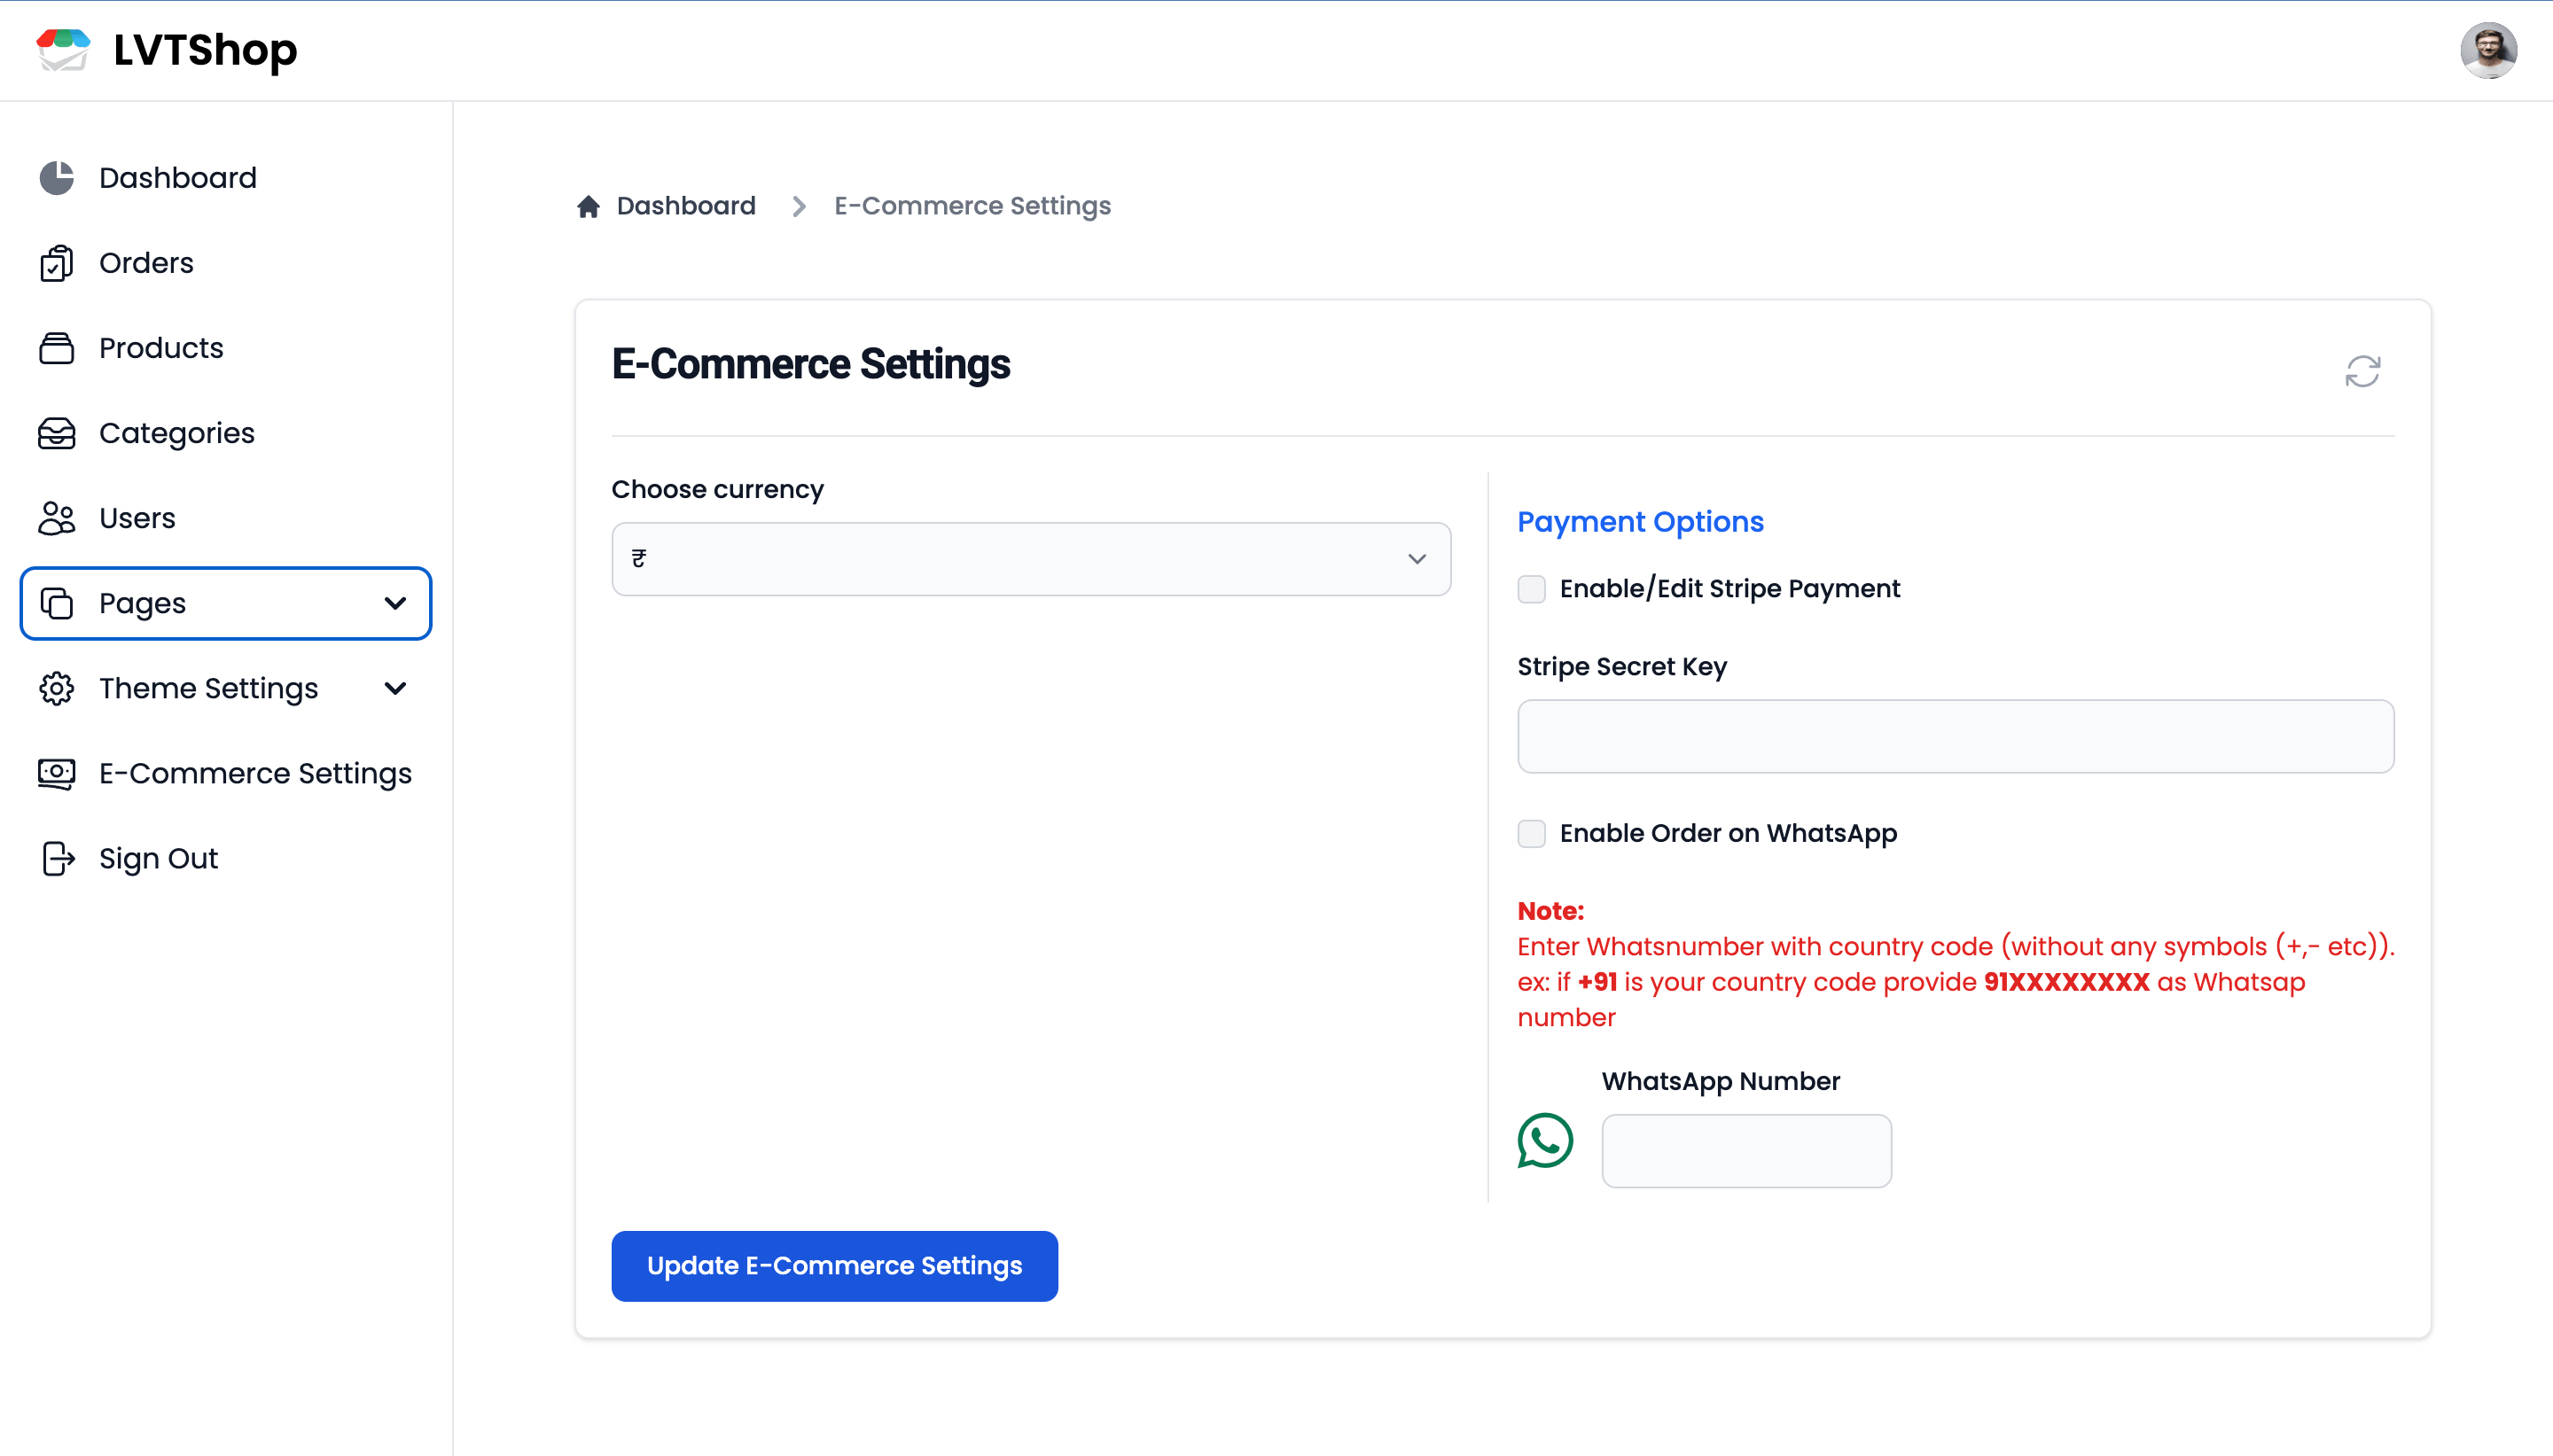 LVTShop
Dashboard
Orders
Products
Categories
Users
Pages
Theme Settings
E-Commerce Settings
Sign Out
Dashboard
E-Commerce Settings
E-Commerce Settings
Choose currency
₹
Payment Options
Enable/Edit Stripe Payment
Stripe Secret Key
Enable Order on WhatsApp
Note:
Enter Whatsnumber with country code (without any symbols (+,- etc)).
ex: if +91 is your country code provide 91XXXXXXXX as Whatsap
number
WhatsApp Number
Update E-Commerce Settings